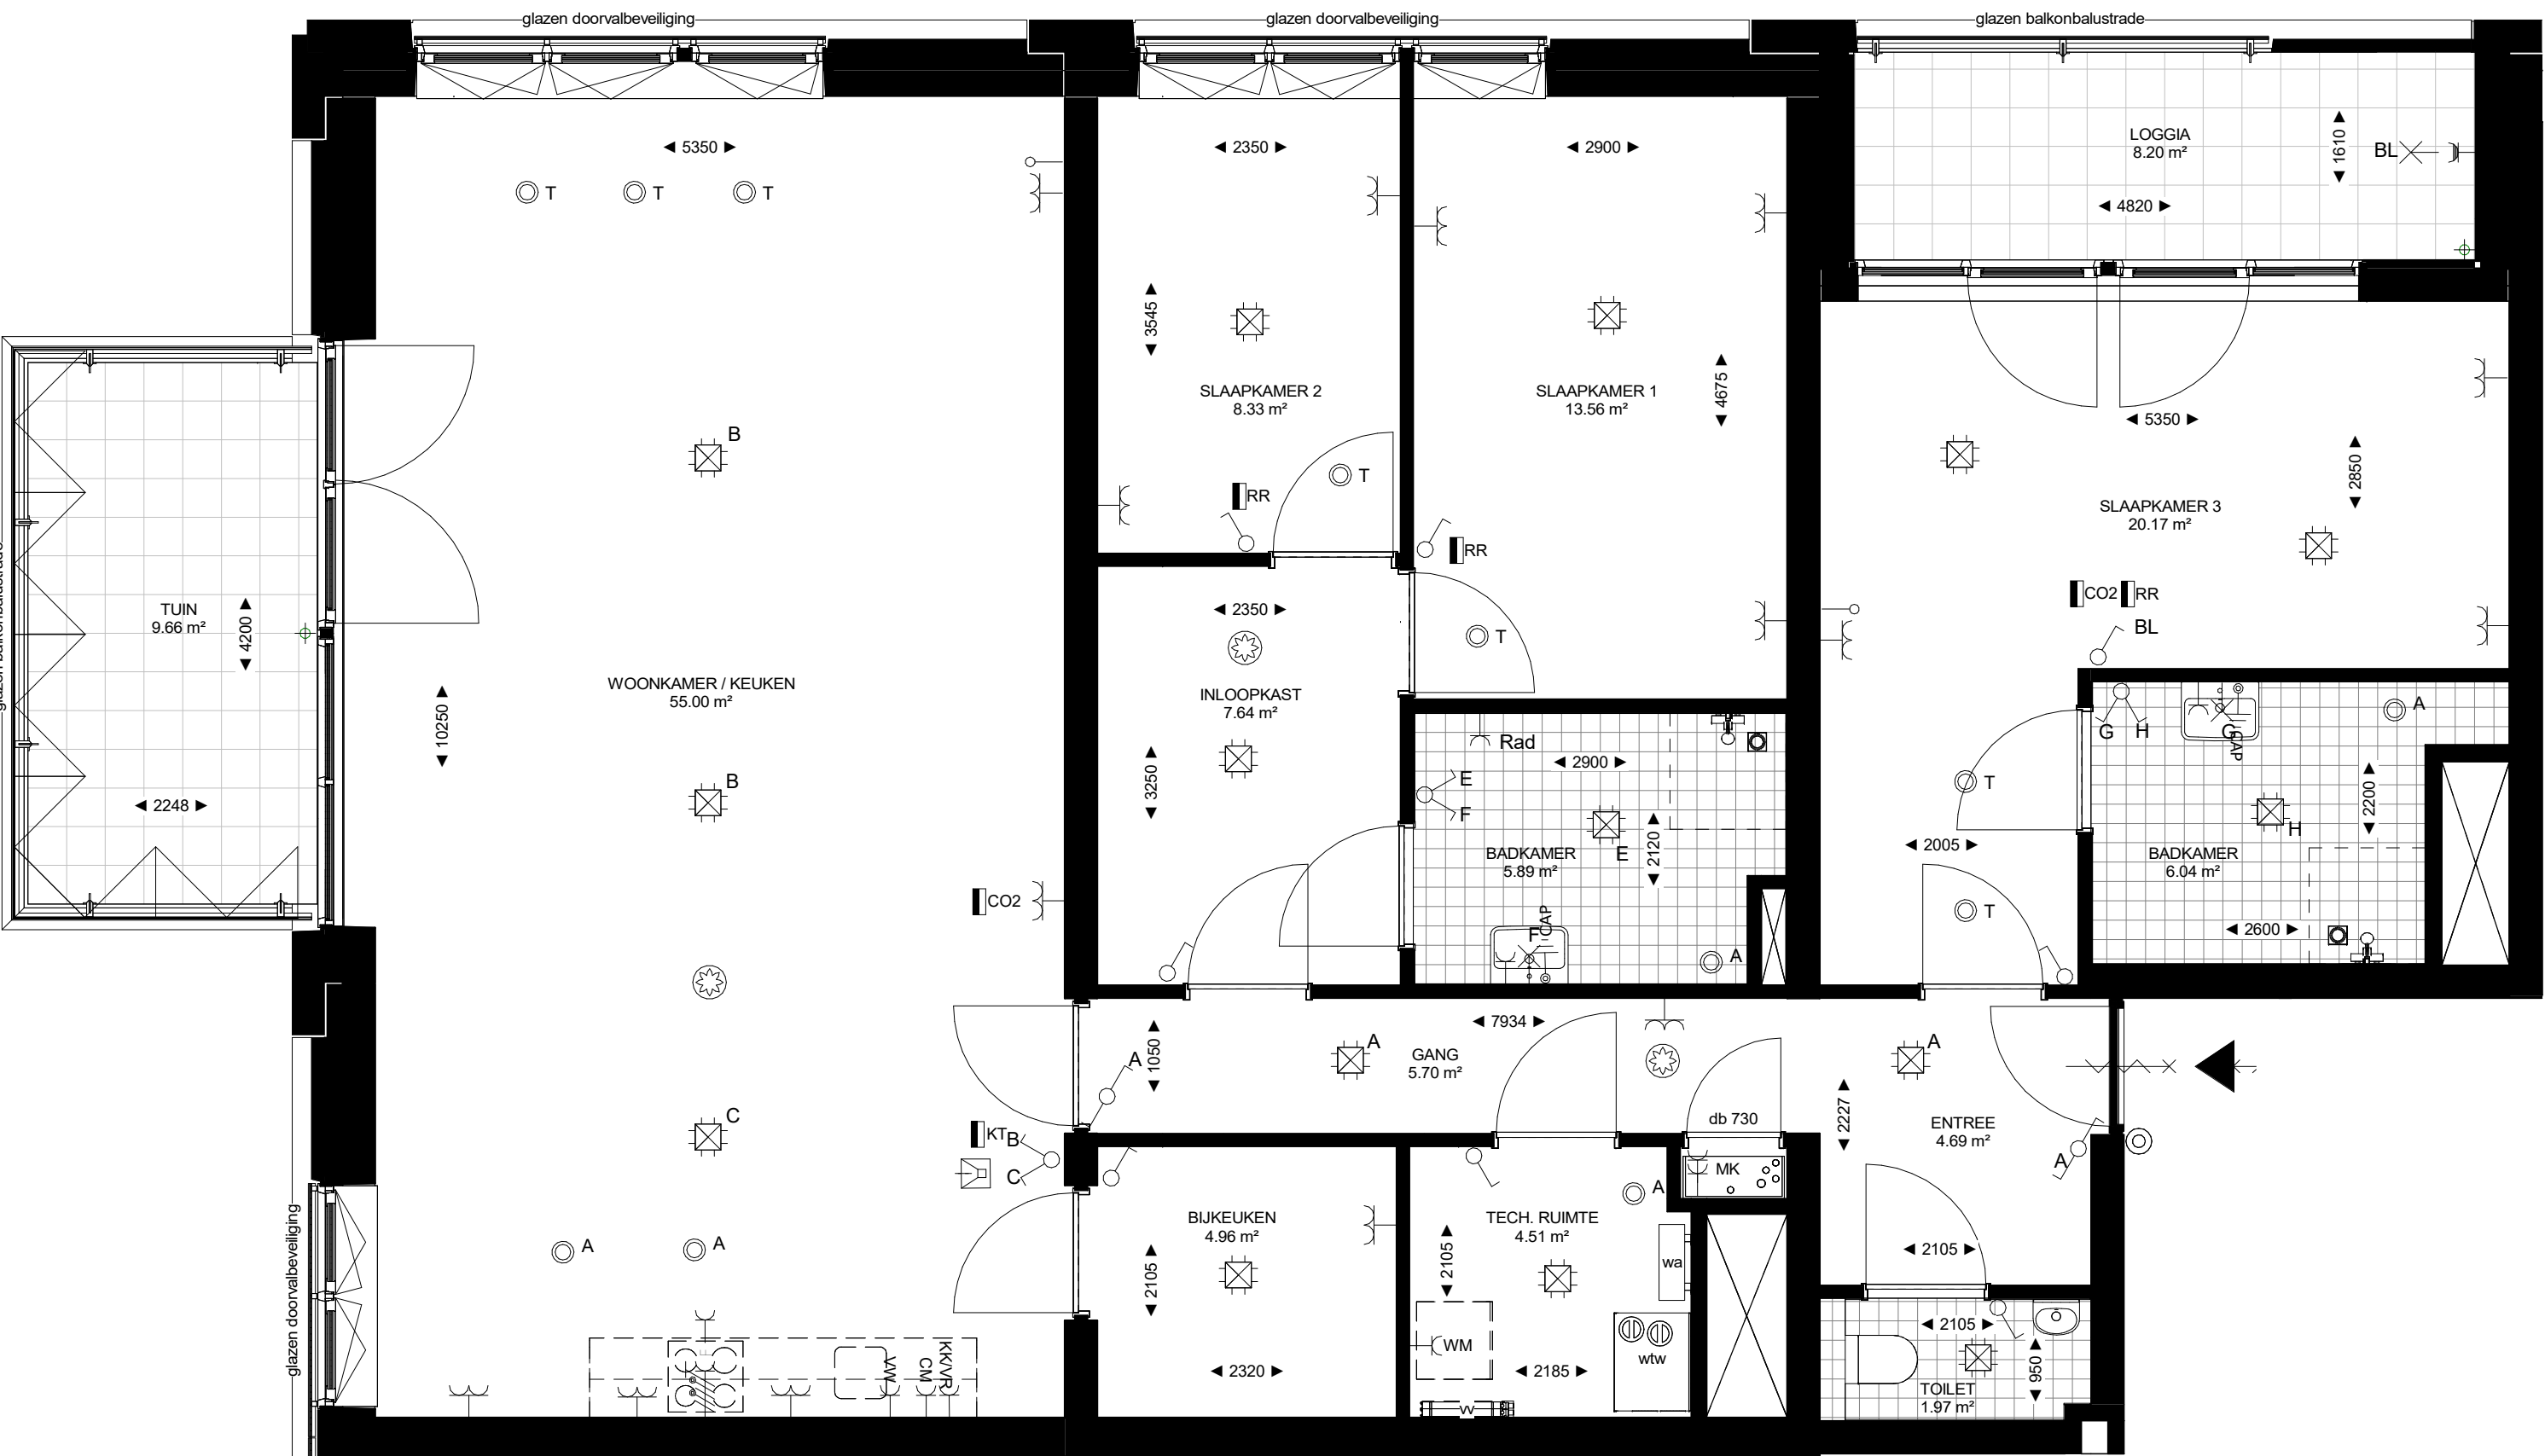 glazen doorvalbeveiliging
glazen doorvalbeveiliging
glazen balkonbalustrade
◄ 5350 ►
◄ 2350 ►
◄ 2900 ►
LOGGIA
8.20 m²
◄ 1610 ►
BL
◄ 4820 ►
T
T
T
◄ 3545 ►
SLAAPKAMER 2
8.33 m²
SLAAPKAMER 1
13.56 m²
◄ 4675 ►
◄ 5350 ►
◄ 2850 ►
B
T
RR
RR
SLAAPKAMER 3
20.17 m²
CO2
RR
BL
glazen balkonbalustrade
TUIN
9.66 m²
◄ 4200 ►
◄ 2248 ►
◄ 2350 ►
T
WOONKAMER / KEUKEN
55.00 m²
◄ 10250 ►
INLOOPKAST
7.64 m²
◄ 3250 ►
B
Rad
◄ 2900 ►
E
F
BADKAMER
5.89 m²
E
◄ 2120 ►
CAP
F
A
G
H
G
CAP
A
T
◄ 2200 ►
H
◄ 2005 ►
BADKAMER
6.04 m²
T
◄ 2600 ►
CO2
◄ 7934 ►
A
◄ 1050 ►
A
GANG
5.70 m²
A
db 730
◄ 2227 ►
ENTREE
4.69 m²
A
C
KT
B
C
MK
A
BIJKEUKEN
4.96 m²
◄ 2105 ►
◄ 2320 ►
TECH. RUIMTE
4.51 m²
◄ 2105 ►
wa
WM
◄ 2185 ►
wtw
V
◄ 2105 ►
◄ 2105 ►
◄ 950 ►
TOILET
1.97 m²
glazen doorvalbeveiliging
A
A
VW
CM
KK/VR